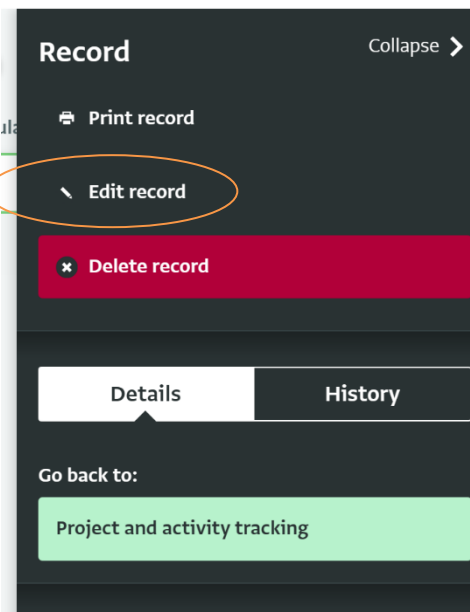 Record
Collapse
Print record
Edit record
Delete record
Details
History
Go back to:
Project and activity tracking